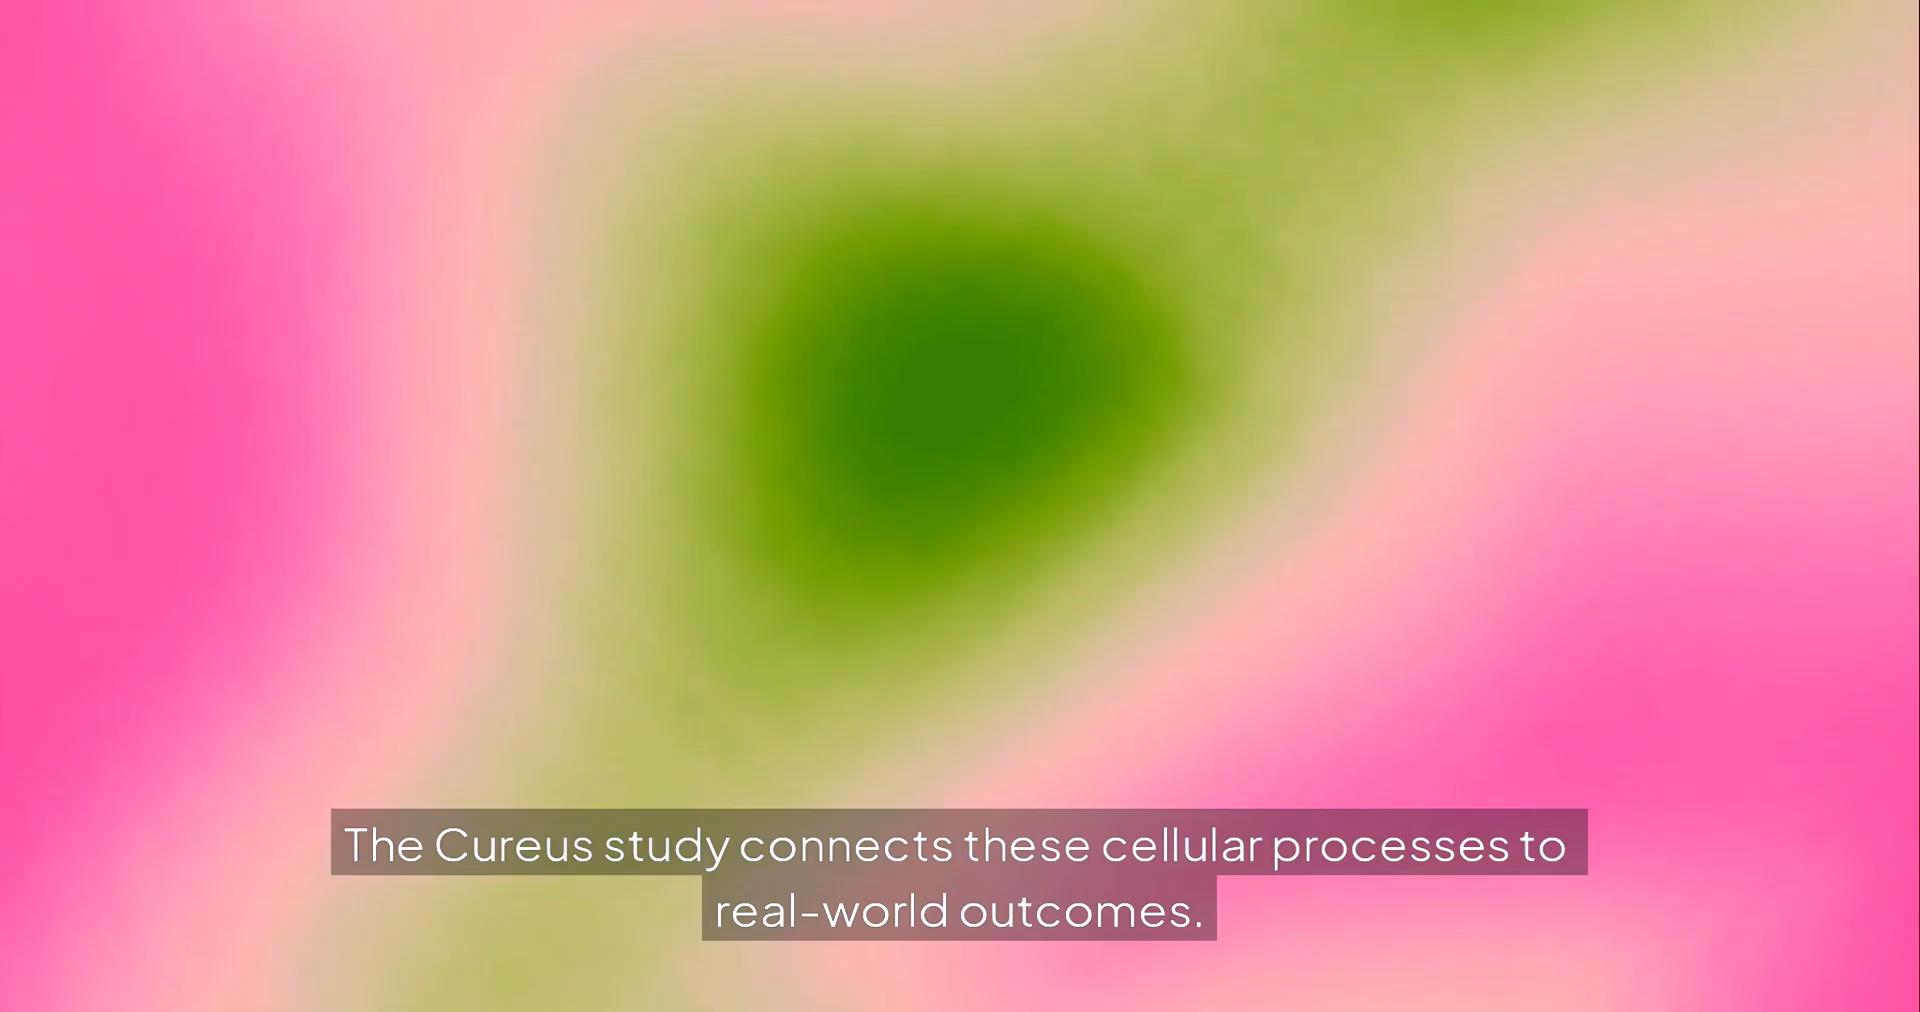 The Cureus study connects these cellular processes to
real-world outcomes.